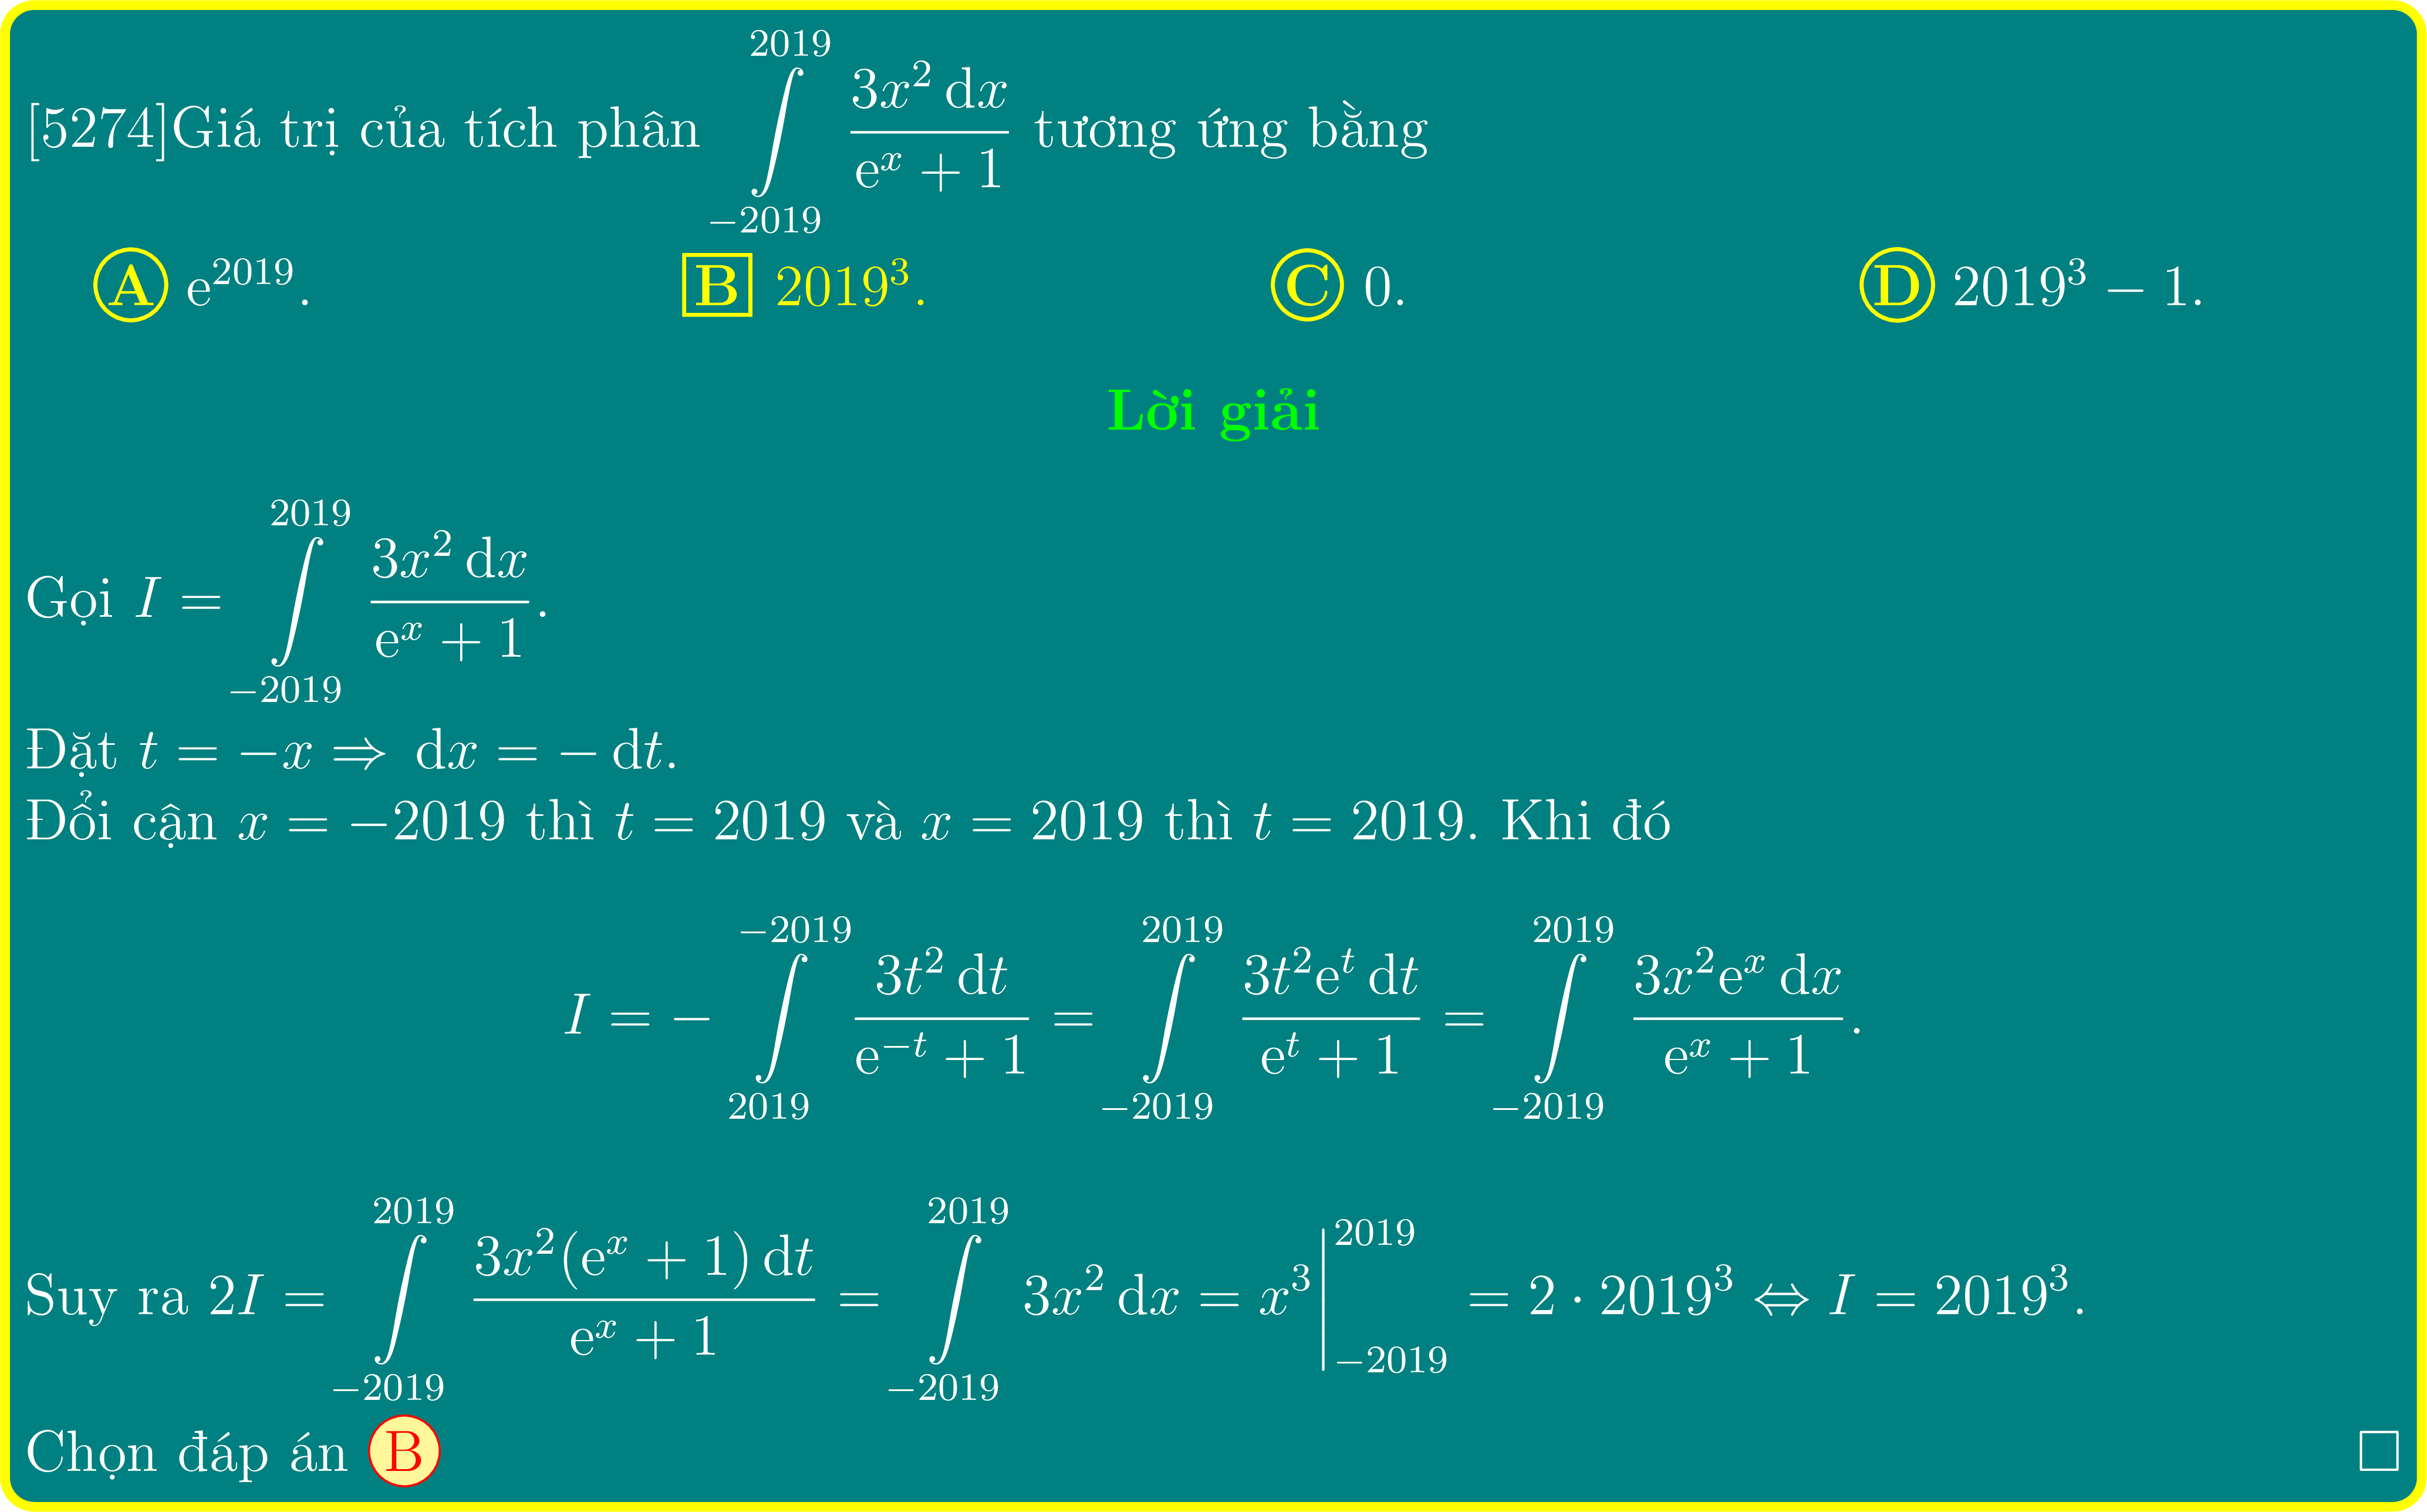 [5274]Giá trị của tích phân $\int\limits_{-2019}^{2019} \frac{3x^2\,\mathrm{d}x}{\mathrm{e}^x+1}$ tương ứng bằng
A $\mathrm{e}^{2019}$. B $2019^3$. C 0. D $2019^3-1$.
Lời giải
Gọi $I = \int\limits_{-2019}^{2019} \frac{3x^2\,\mathrm{d}x}{\mathrm{e}^x+1}$.
Đặt $t = -x \Rightarrow \mathrm{d}x = -\,\mathrm{d}t$.
Đổi cận $x = -2019$ thì $t = 2019$ và $x = 2019$ thì $t = 2019$. Khi đó
$I = -\int\limits_{2019}^{-2019} \frac{3t^2\,\mathrm{d}t}{\mathrm{e}^{-t}+1} = \int\limits_{-2019}^{2019} \frac{3t^2\mathrm{e}^t\,\mathrm{d}t}{\mathrm{e}^t+1} = \int\limits_{-2019}^{2019} \frac{3x^2\mathrm{e}^x\,\mathrm{d}x}{\mathrm{e}^x+1}$.
Suy ra $2I = \int\limits_{-2019}^{2019} \frac{3x^2(\mathrm{e}^x+1)\,\mathrm{d}t}{\mathrm{e}^x+1} = \int\limits_{-2019}^{2019} 3x^2\,\mathrm{d}x = x^3\Big|_{-2019}^{2019} = 2 \cdot 2019^3 \Leftrightarrow I = 2019^3$.
Chọn đáp án B □